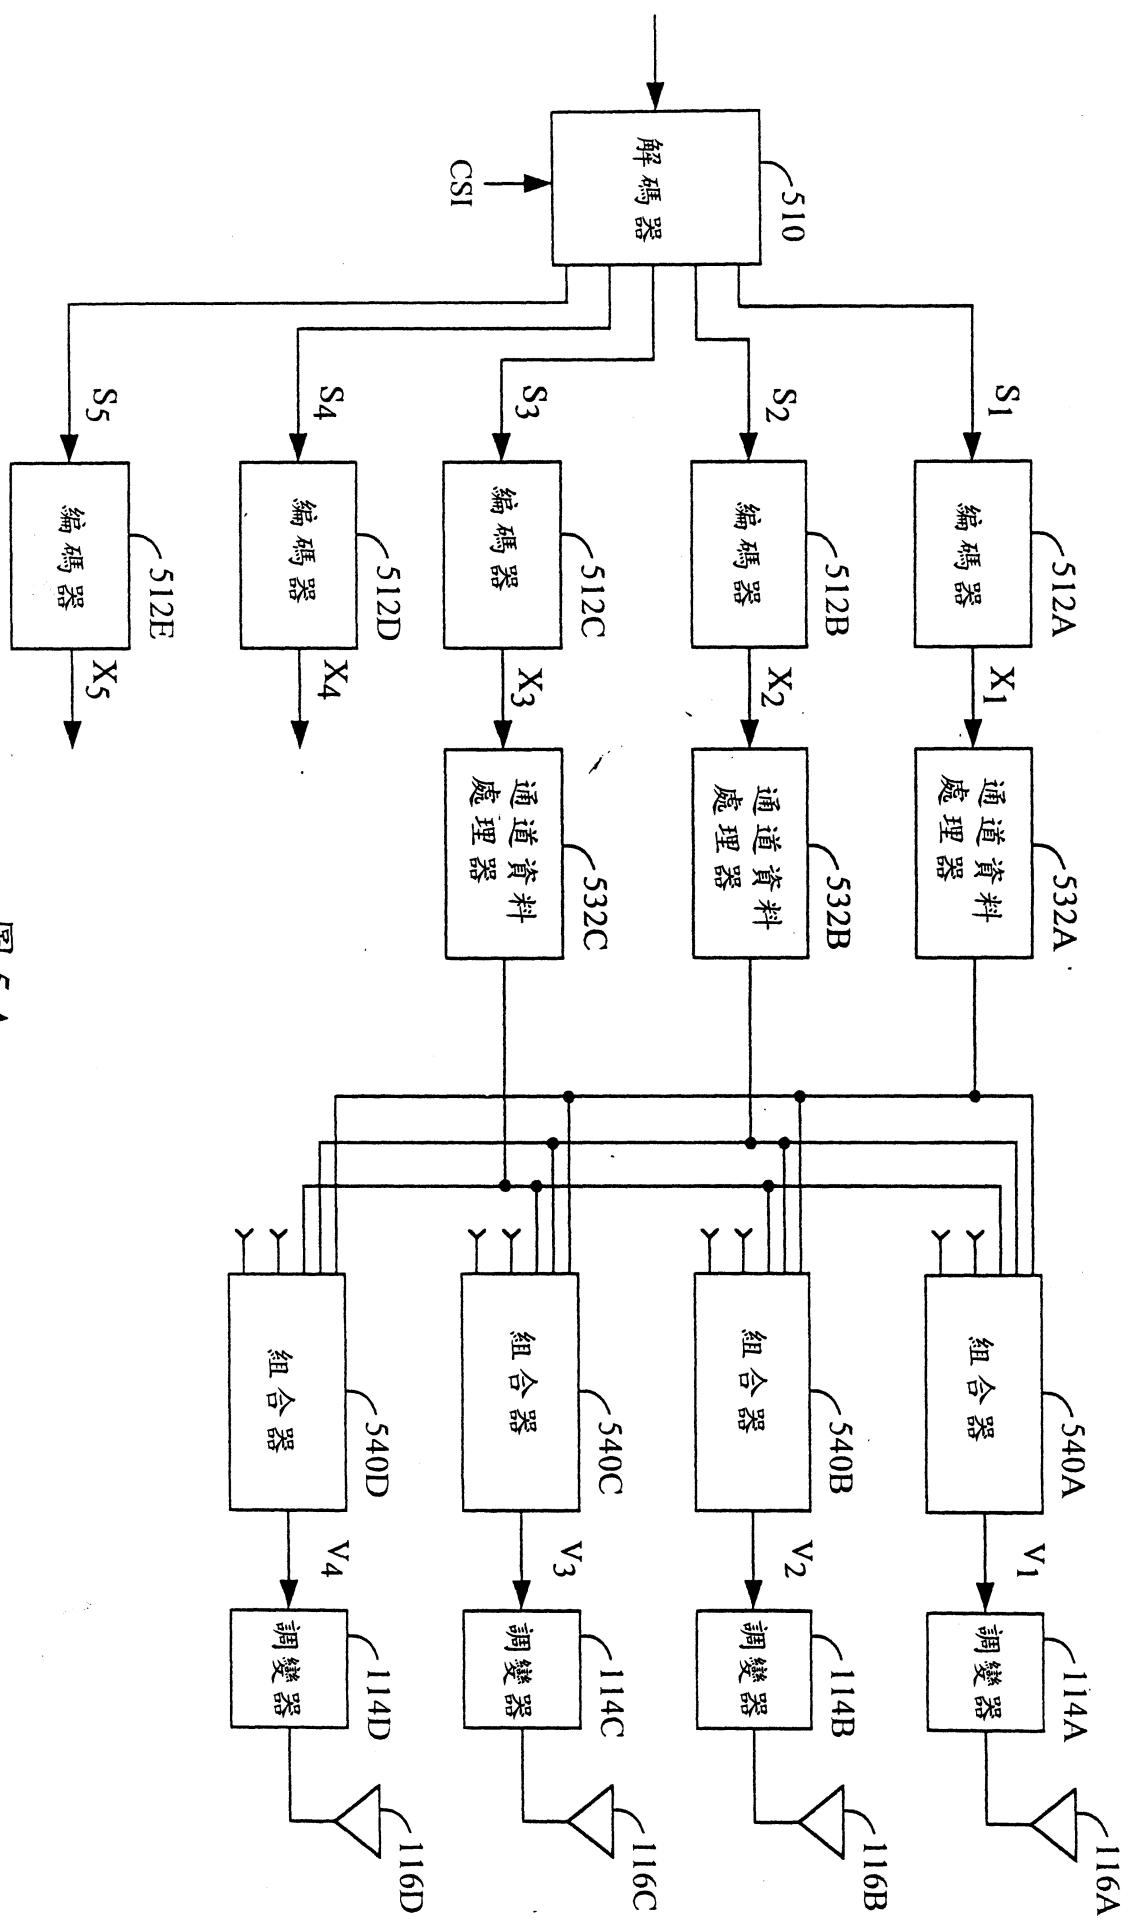 510
解碼器
CSI
S1
編碼器
512A
X1
通道資料
處理器
532A
組合器
540A
V1
調變器
114A
116A
S2
編碼器
512B
X2
通道資料
處理器
532B
組合器
540B
V2
調變器
114B
116B
S3
編碼器
512C
X3
通道資料
處理器
532C
組合器
540C
V3
調變器
114C
116C
S4
編碼器
512D
X4
組合器
540D
V4
調變器
114D
116D
S5
編碼器
512E
X5